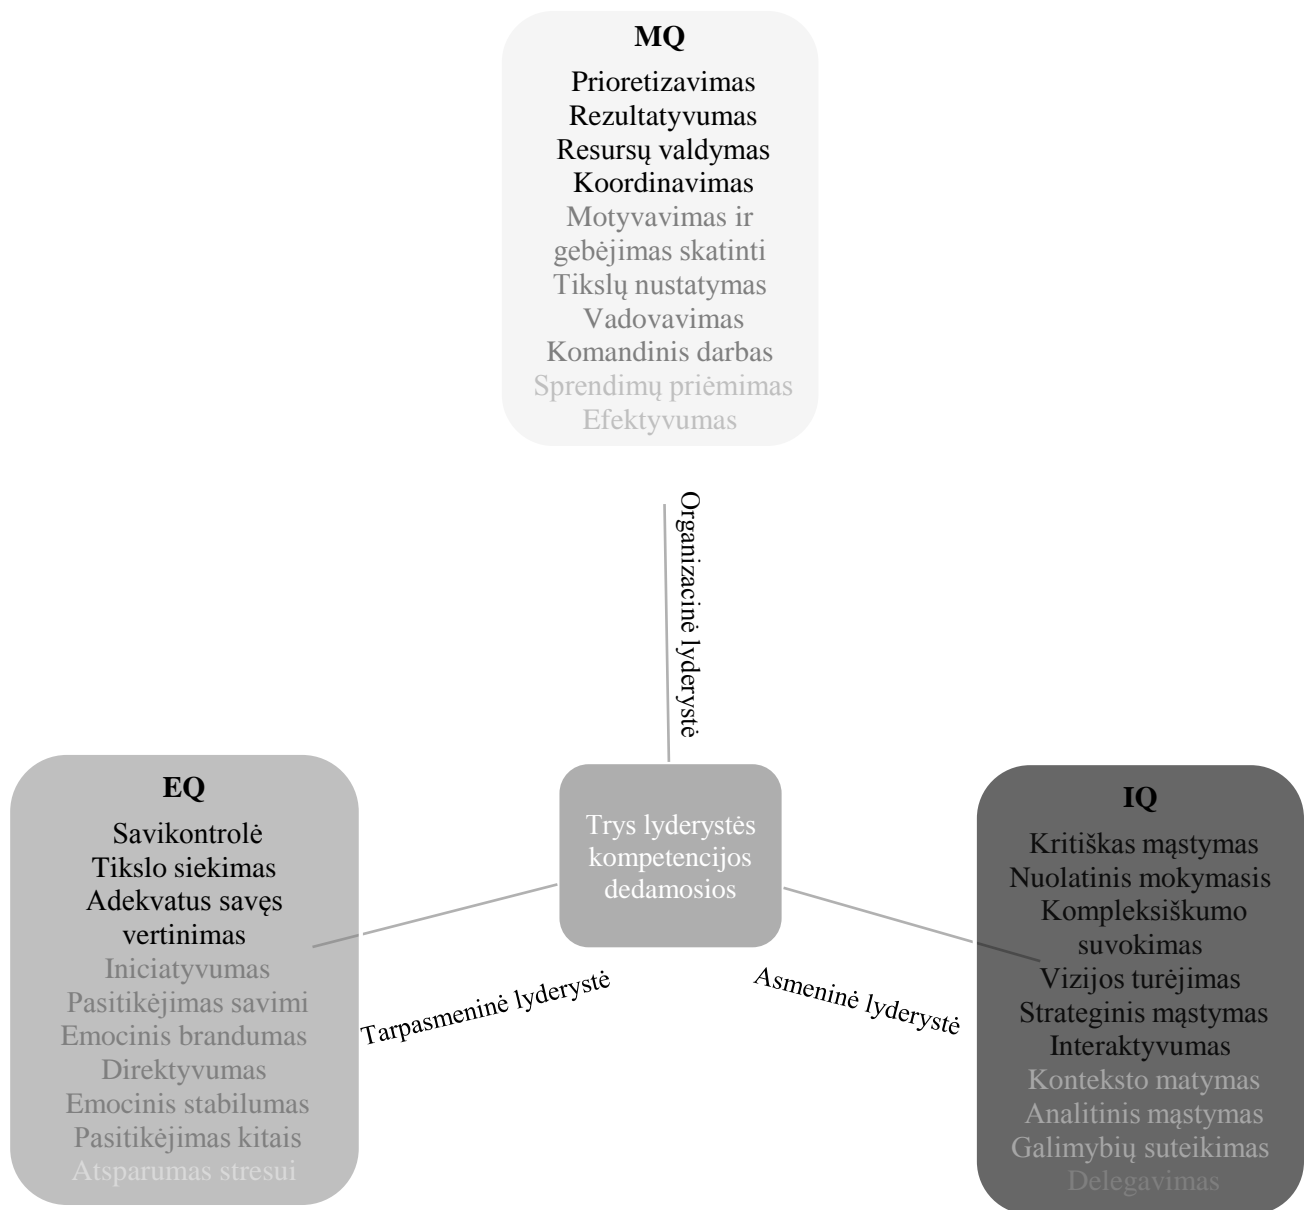 MQ
Prioretizavimas
Rezultatyvumas
Resursų valdymas
Koordinavimas
Motyvavimas ir
gebėjimas skatinti
Tikslų nustatymas
Vadovavimas
Komandinis darbas
Sprendimų priėmimas
Efektyvumas
Organizacinė lyderystė
EQ
Savikontrolė
Tikslo siekimas
Adekvatus savęs
vertinimas
Iniciatyvumas
Pasitikėjimas savimi
Emocinis brandumas
Direktyvumas
Emocinis stabilumas
Pasitikėjimas kitais
Atsparumas stresui
Trys lyderystės
kompetencijos
dedamosios
Tarpasmeninė lyderystė
Asmeninė lyderystė
IQ
Kritiškas mąstymas
Nuolatinis mokymasis
Kompleksiškumo
suvokimas
Vizijos turėjimas
Strateginis mąstymas
Interaktyvumas
Konteksto matymas
Analitinis mąstymas
Galimybių suteikimas
Delegavimas